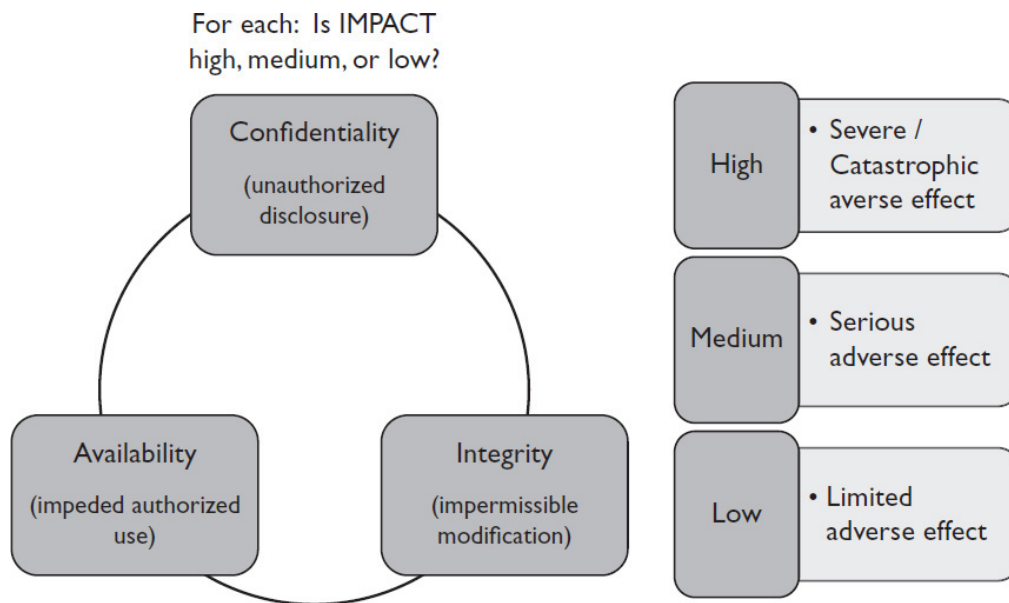 For each: Is IMPACT
high, medium, or low?
Confidentiality
(unauthorized
disclosure)
Availability
(impeded authorized
use)
Integrity
(impermissible
modification)
High
• Severe /
Catastrophic
averse effect
Medium
• Serious
adverse effect
Low
• Limited
adverse effect